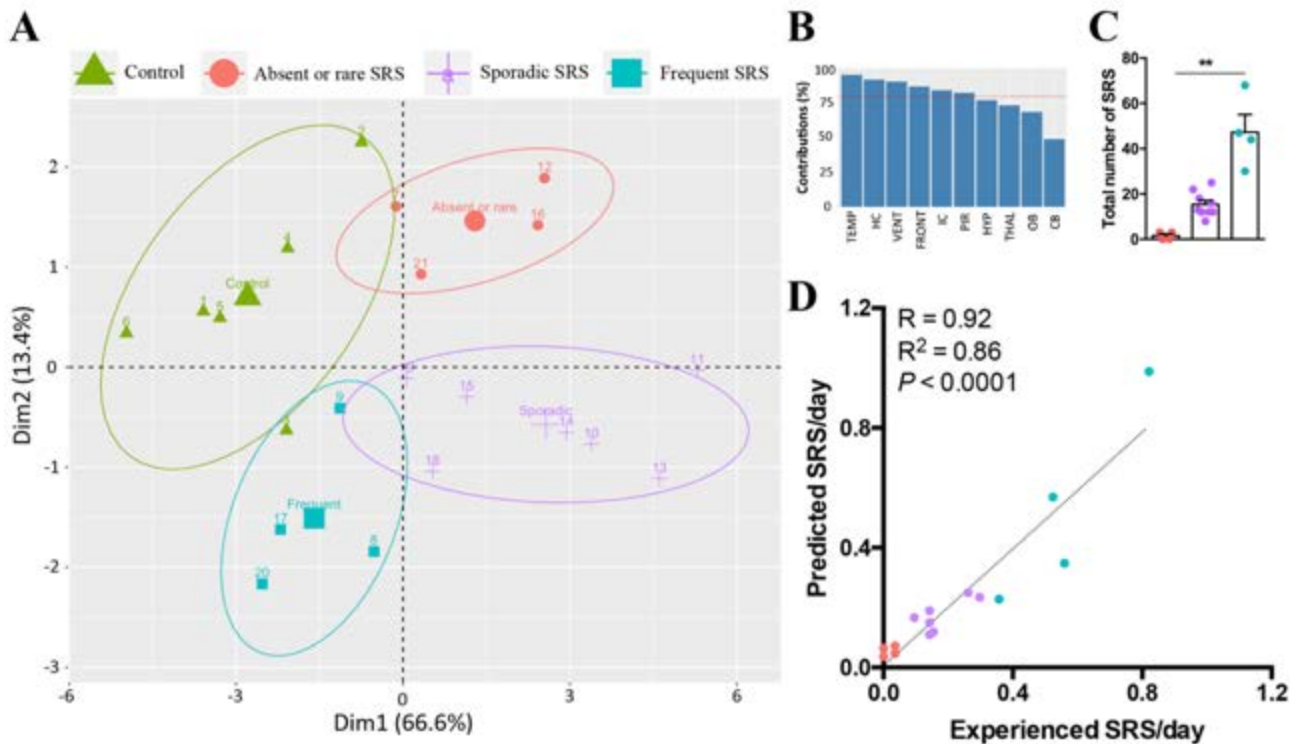 A
Control
Absent or rare SRS
Sporadic SRS
Frequent SRS
Dim2 (13.4%)
2
1
0
-1
-2
-3
-6
-3
0
3
6
Dim1 (66.6%)
2
4
Control
1
5
6
12
Absent or rare
16
21
11
15
Sporadic
14
10
18
13
9
Frequent
17
8
20
B
Contributions (%)
100
75
50
25
0
TEMP
HC
VENT
FRONT
IC
PIR
HYP
THAL
OB
CB
C
Total number of SRS
80
60
40
20
0
**
D
R = 0.92
R² = 0.86
P < 0.0001
Predicted SRS/day
1.2
0.8
0.4
0.0
0.0
0.4
0.8
1.2
Experienced SRS/day